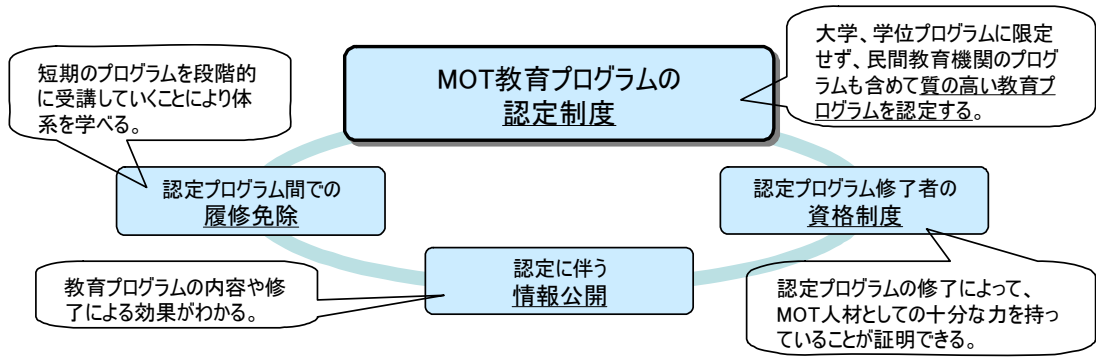 大学、学位プログラムに限定
せず、民間教育機関のプログ
ラムも含めて質の高い教育プ
ログラムを認定する。
短期のプログラムを段階的
に受講していくことにより体
系を学べる。
MOT教育プログラムの
認定制度
認定プログラム間での
履修免除
認定プログラム修了者の
資格制度
認定に伴う
情報公開
教育プログラムの内容や修
了による効果がわかる。
認定プログラムの修了によって、
MOT人材としての十分な力を持っ
ていることが証明できる。